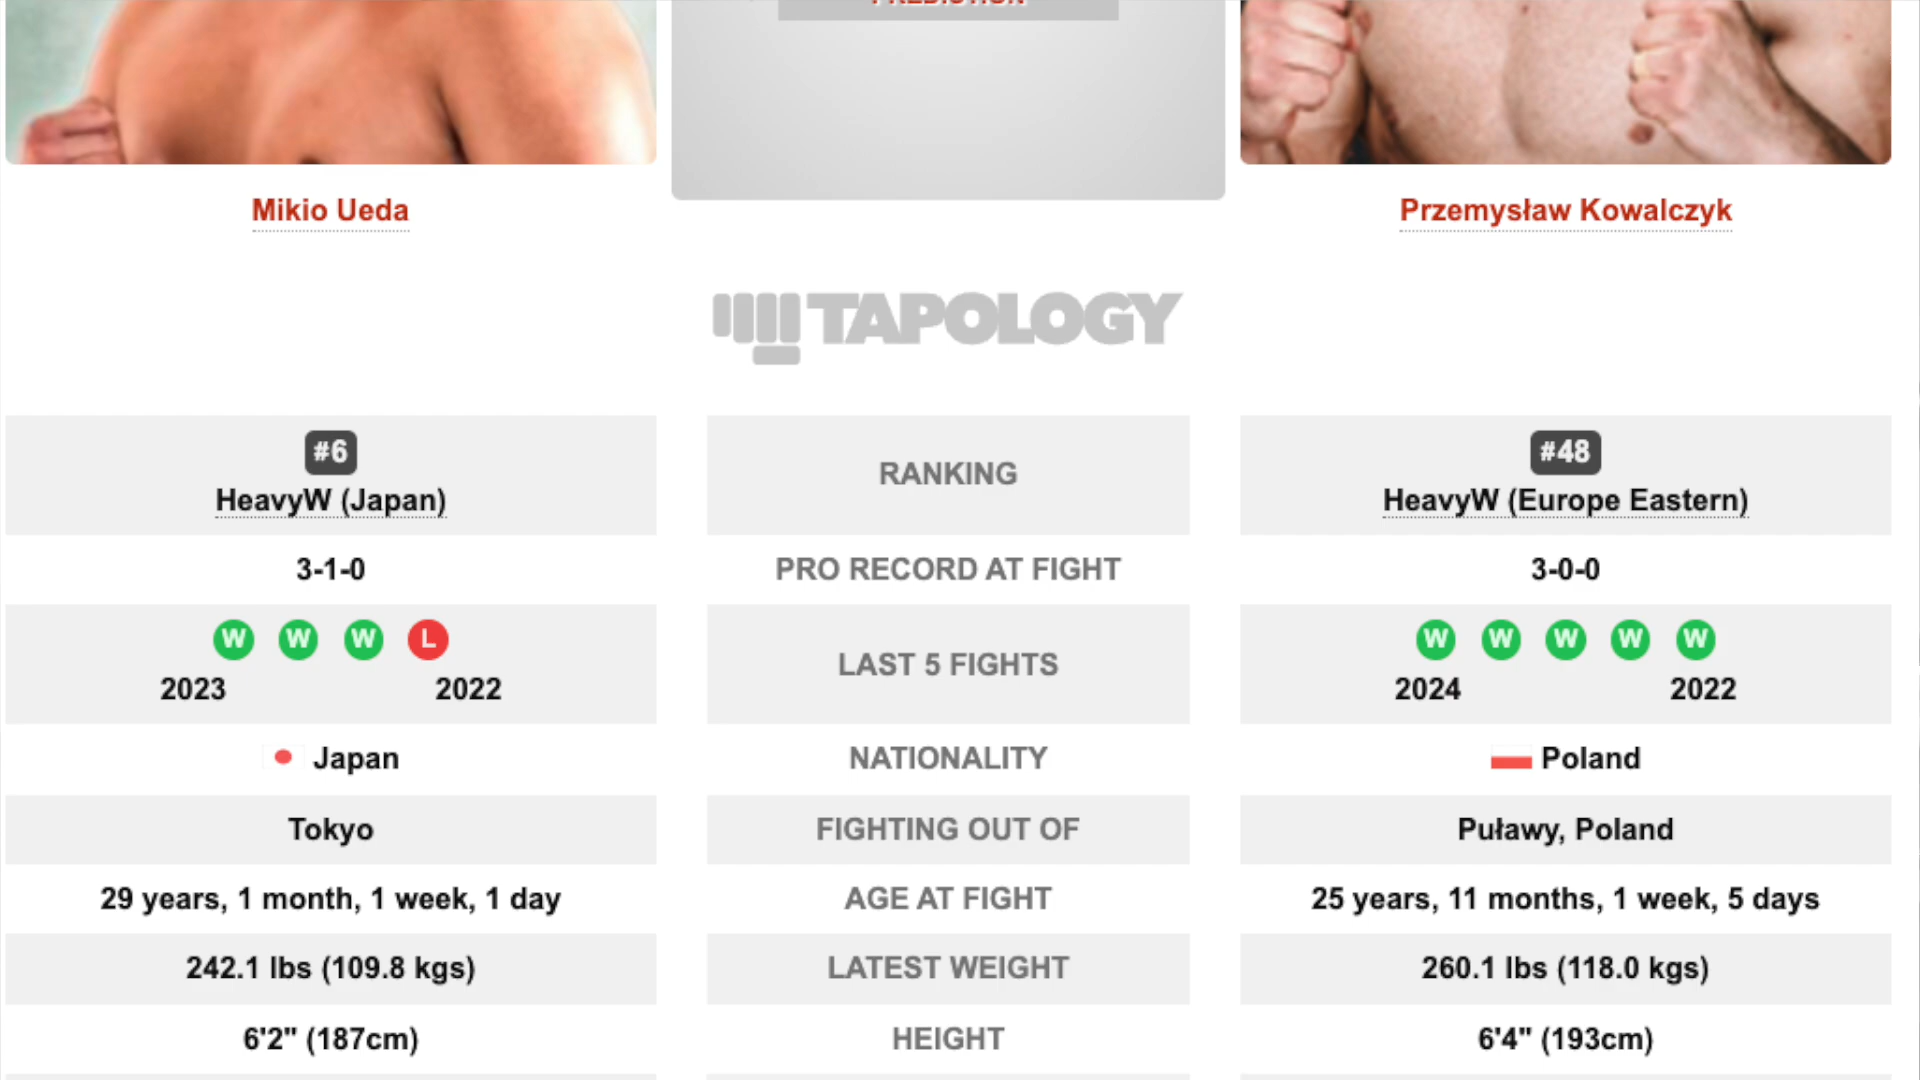 PREDICTION
Mikio Ueda
Przemysław Kowalczyk
TAPOLOGY
#6
HeavyW (Japan)
RANKING
#48
HeavyW (Europe Eastern)
3-1-0
PRO RECORD AT FIGHT
3-0-0
W W W L
2023 2022
LAST 5 FIGHTS
W W W W W
2024 2022
Japan
NATIONALITY
Poland
Tokyo
FIGHTING OUT OF
Puławy, Poland
29 years, 1 month, 1 week, 1 day
AGE AT FIGHT
25 years, 11 months, 1 week, 5 days
242.1 lbs (109.8 kgs)
LATEST WEIGHT
260.1 lbs (118.0 kgs)
6'2" (187cm)
HEIGHT
6'4" (193cm)